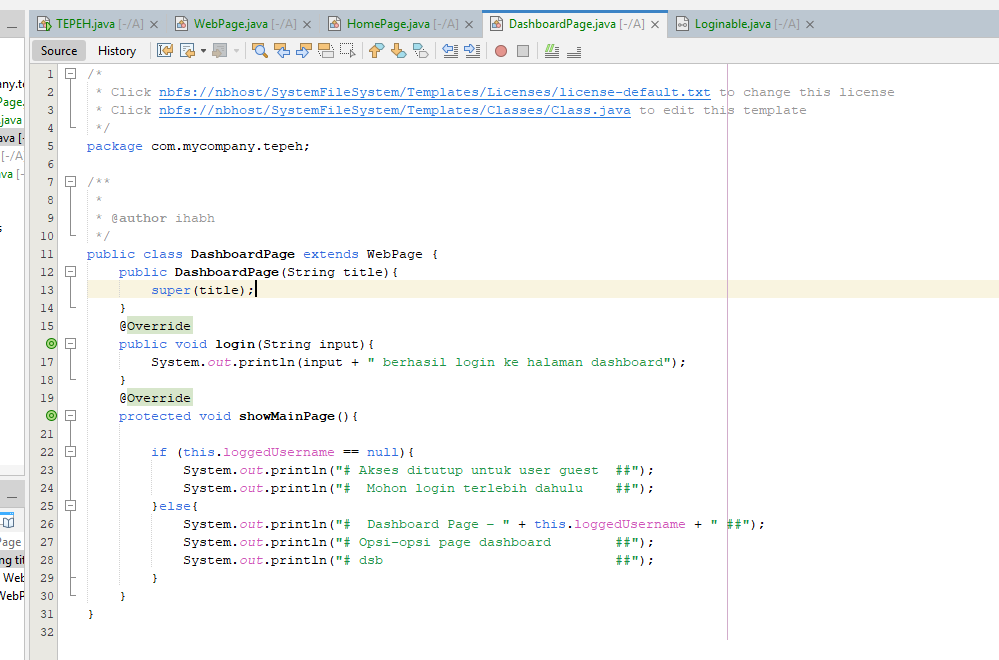 TEPEH.java [-/A] × WebPage.java [-/A] × HomePage.java [-/A] × DashboardPage.java [-/A] × Loginable.java [-/A] ×
Source History
1 /*
2 * Click nbfs://nbhost/SystemFileSystem/Templates/Licenses/license-default.txt to change this license
3 * Click nbfs://nbhost/SystemFileSystem/Templates/Classes/Class.java to edit this template
4 */
5 package com.mycompany.tepeh;
6
7 /**
8 *
9 * @author ihabh
10 */
11 public class DashboardPage extends WebPage {
12 public DashboardPage(String title){
13 super(title);
14 }
15 @Override
public void login(String input){
17 System.out.println(input + " berhasil login ke halaman dashboard");
18 }
19 @Override
protected void showMainPage(){
21
22 if (this.loggedUsername == null){
23 System.out.println("# Akses ditutup untuk user guest  ##");
24 System.out.println("#  Mohon login terlebih dahulu    ##");
25 }else{
26 System.out.println("#  Dashboard Page - " + this.loggedUsername + " ##");
27 System.out.println("# Opsi-opsi page dashboard        ##");
28 System.out.println("# dsb                             ##");
29 }
30 }
31 }
32